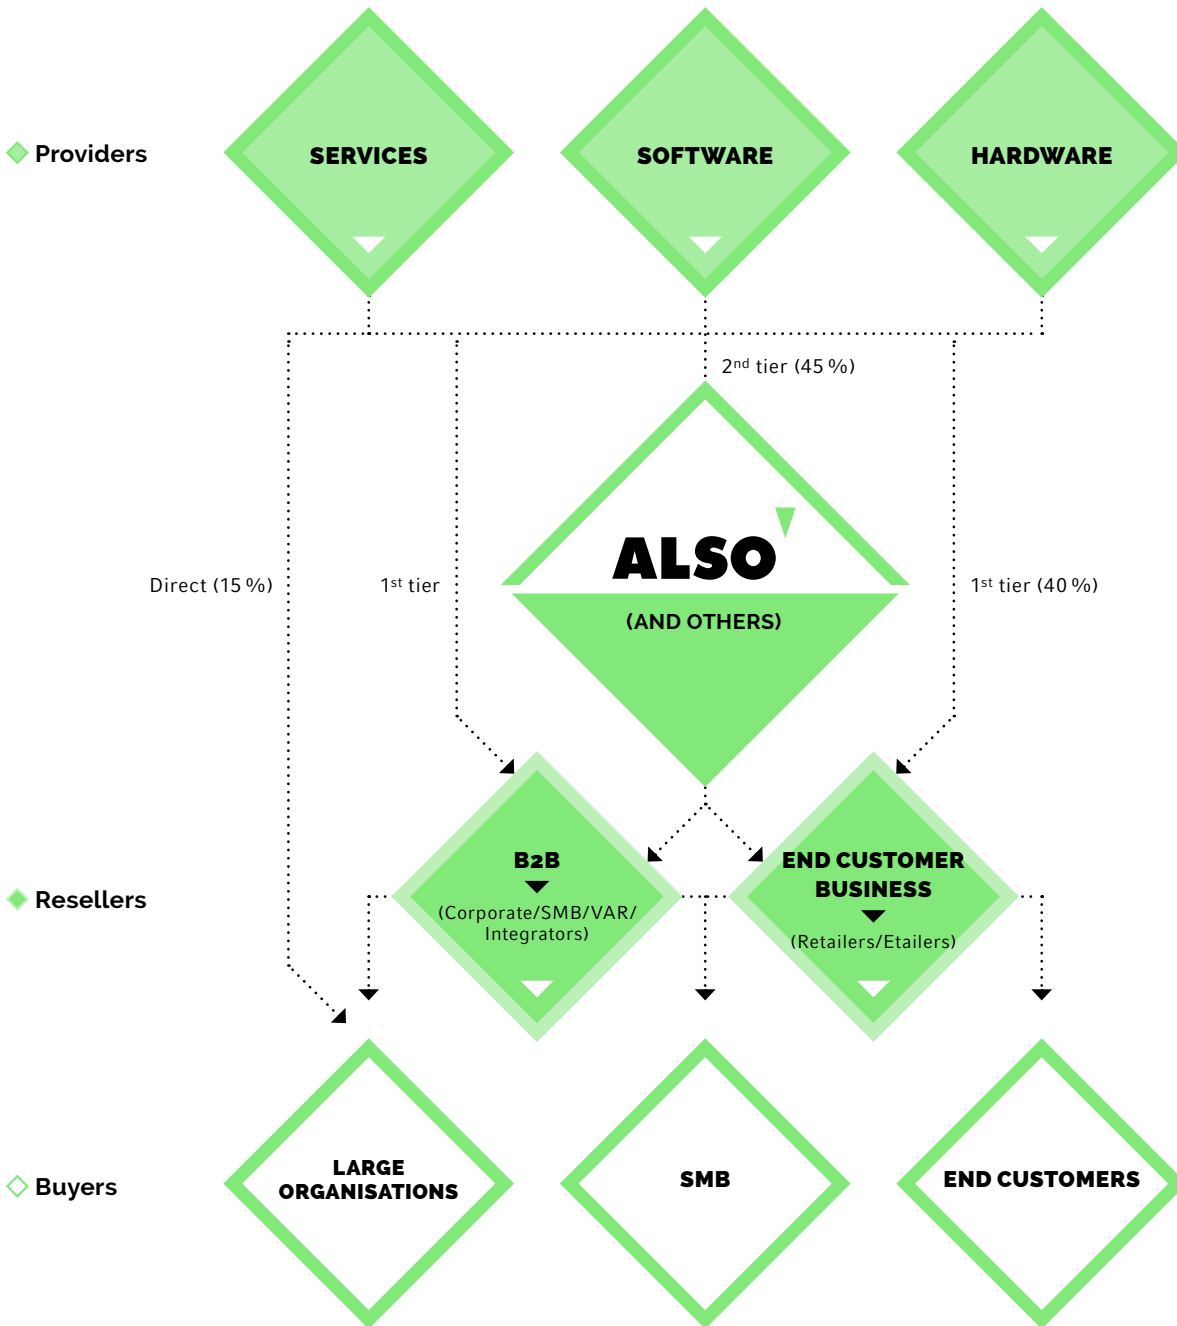 Providers
SERVICES
SOFTWARE
HARDWARE
2nd tier (45 %)
ALSO
(AND OTHERS)
Direct (15 %)
1st tier
1st tier (40 %)
Resellers
B2B
(Corporate/SMB/VAR/
Integrators)
END CUSTOMER
BUSINESS
(Retailers/Etailers)
Buyers
LARGE
ORGANISATIONS
SMB
END CUSTOMERS